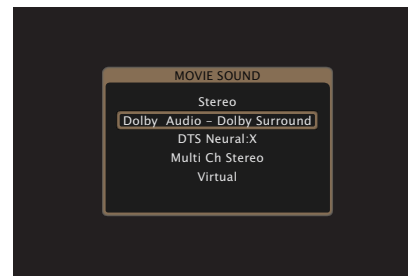 MOVIE SOUND
Stereo
Dolby Audio – Dolby Surround
DTS Neural:X
Multi Ch Stereo
Virtual